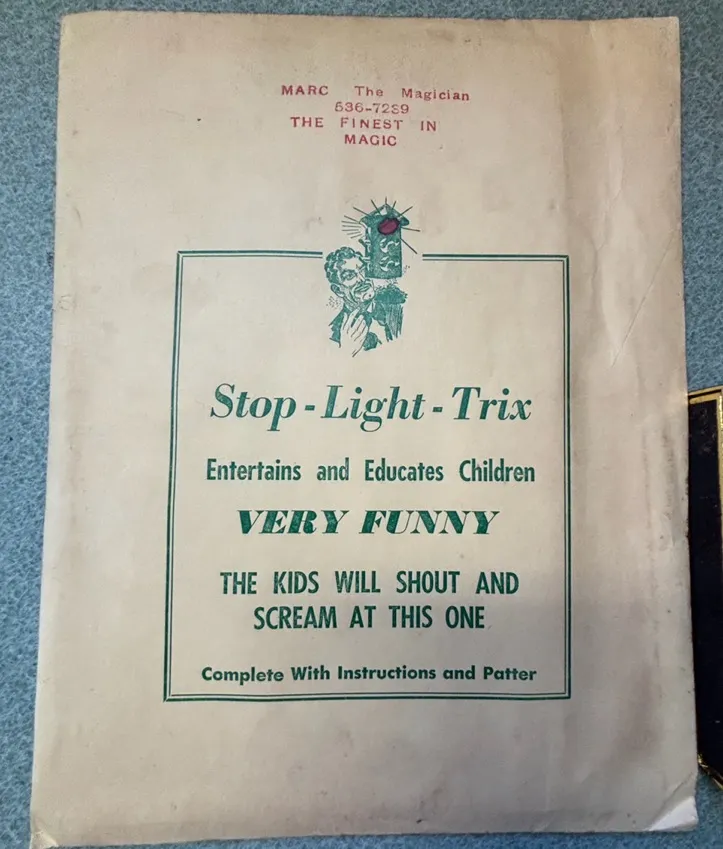 MARC The Magician
536-7239
THE FINEST IN
MAGIC
Stop-Light-Trix
Entertains and Educates Children
VERY FUNNY
THE KIDS WILL SHOUT AND
SCREAM AT THIS ONE
Complete With Instructions and Patter